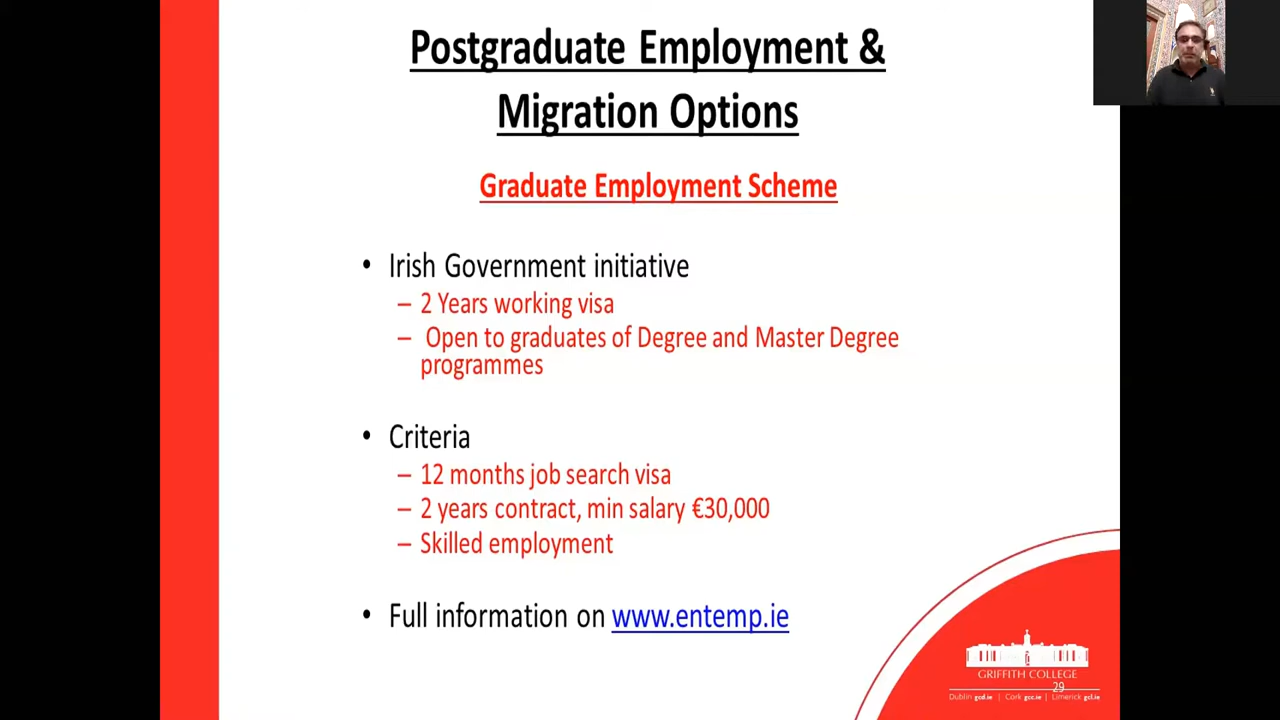 Postgraduate Employment &
Migration Options
Graduate Employment Scheme
• Irish Government initiative
– 2 Years working visa
– Open to graduates of Degree and Master Degree
programmes
• Criteria
– 12 months job search visa
– 2 years contract, min salary €30,000
– Skilled employment
• Full information on www.entemp.ie
GRIFFITH COLLEGE
29
Dublin gcd.ie | Cork gcc.ie | Limerick gcl.ie